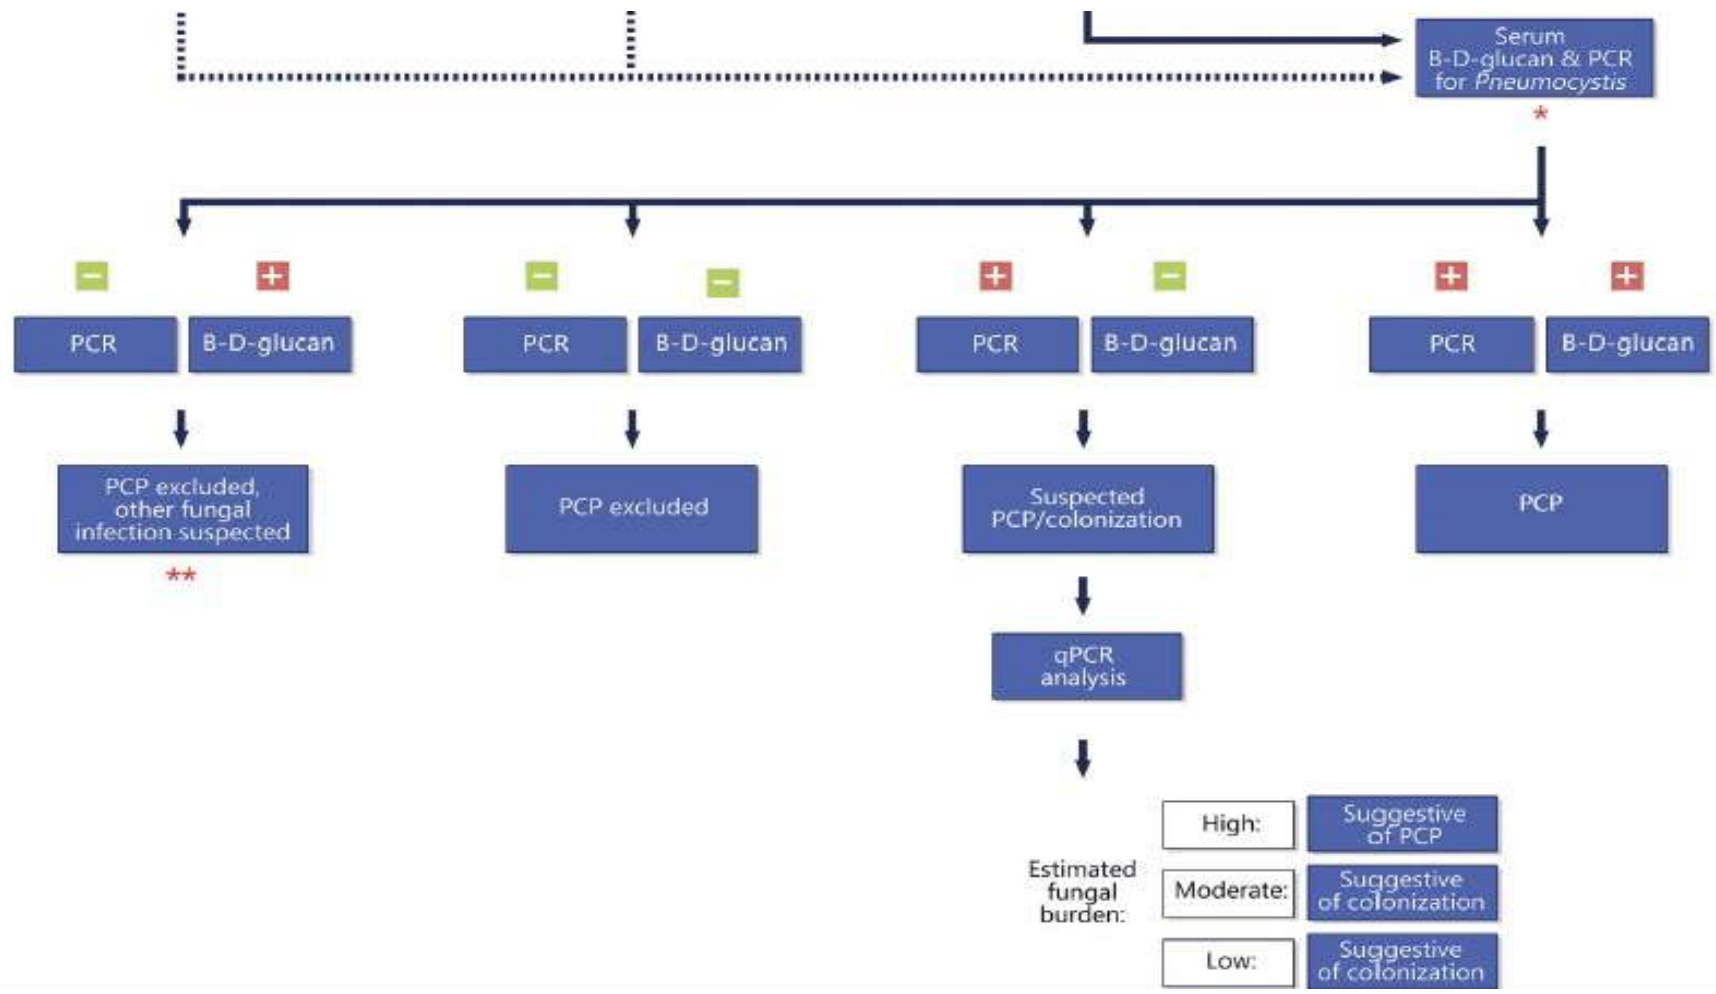 Serum
B-D-glucan & PCR
for Pneumocystis
*
− + − − + − + +
PCR B-D-glucan PCR B-D-glucan PCR B-D-glucan PCR B-D-glucan
PCP excluded,
other fungal
infection suspected
**
PCP excluded
Suspected
PCP/colonization
PCP
qPCR
analysis
Estimated
fungal
burden:
High:
Suggestive
of PCP
Moderate:
Suggestive
of colonization
Low:
Suggestive
of colonization